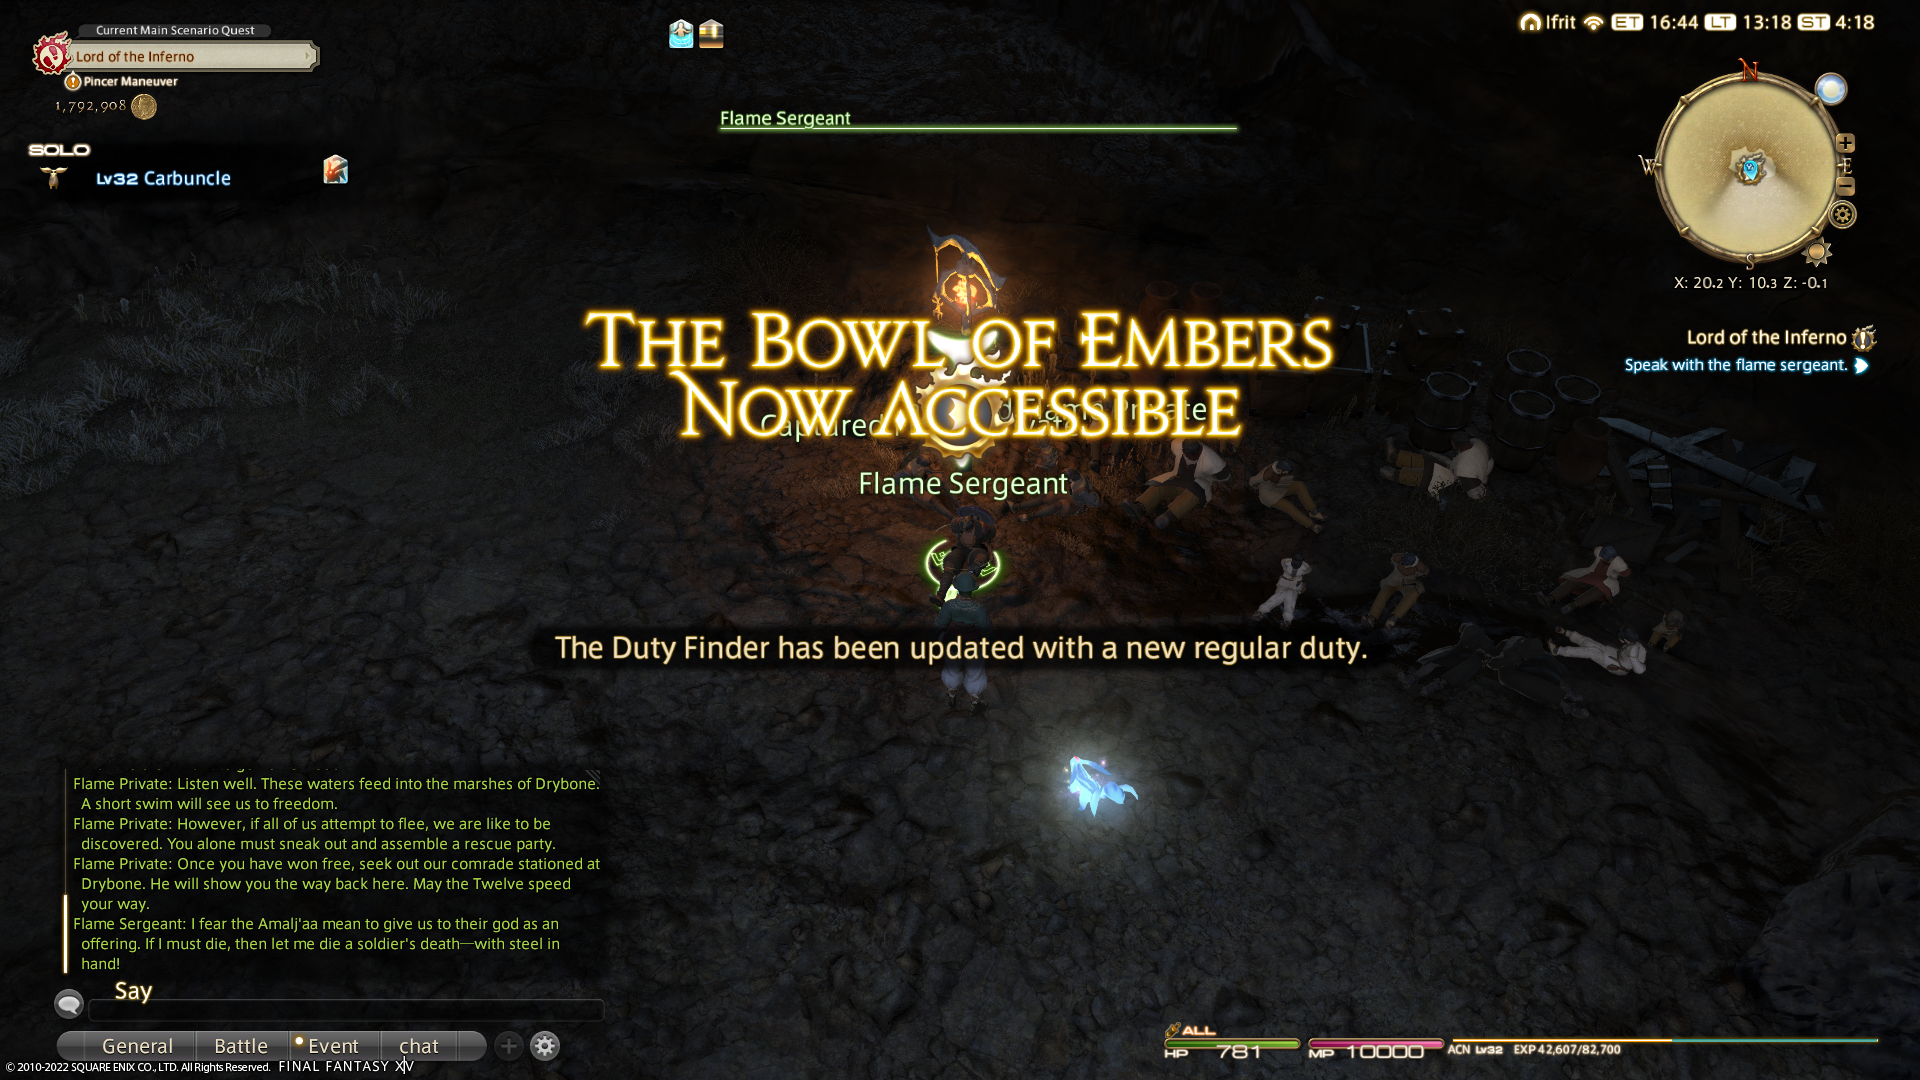 Current Main Scenario Quest
Lord of the Inferno
Pincer Maneuver
1,792,908
SOLO
Lv32 Carbuncle
Flame Sergeant
Ifrit ET 16:44 LT 13:18 ST 4:18
N
W
E
S
X: 20.2 Y: 10.3 Z: -0.1
Lord of the Inferno
Speak with the flame sergeant.
THE BOWL OF EMBERS
NOW ACCESSIBLE
Captured
Private
Flame Sergeant
The Duty Finder has been updated with a new regular duty.
Flame Private: Listen well. These waters feed into the marshes of Drybone.
A short swim will see us to freedom.
Flame Private: However, if all of us attempt to flee, we are like to be
discovered. You alone must sneak out and assemble a rescue party.
Flame Private: Once you have won free, seek out our comrade stationed at
Drybone. He will show you the way back here. May the Twelve speed
your way.
Flame Sergeant: I fear the Amalj'aa mean to give us to their god as an
offering. If I must die, then let me die a soldier's death—with steel in
hand!
Say
General Battle Event chat
© 2010-2022 SQUARE ENIX CO., LTD. All Rights Reserved. FINAL FANTASY XIV
ALL
HP 781 MP 10000 ACN Lv32 EXP 42,607/82,700